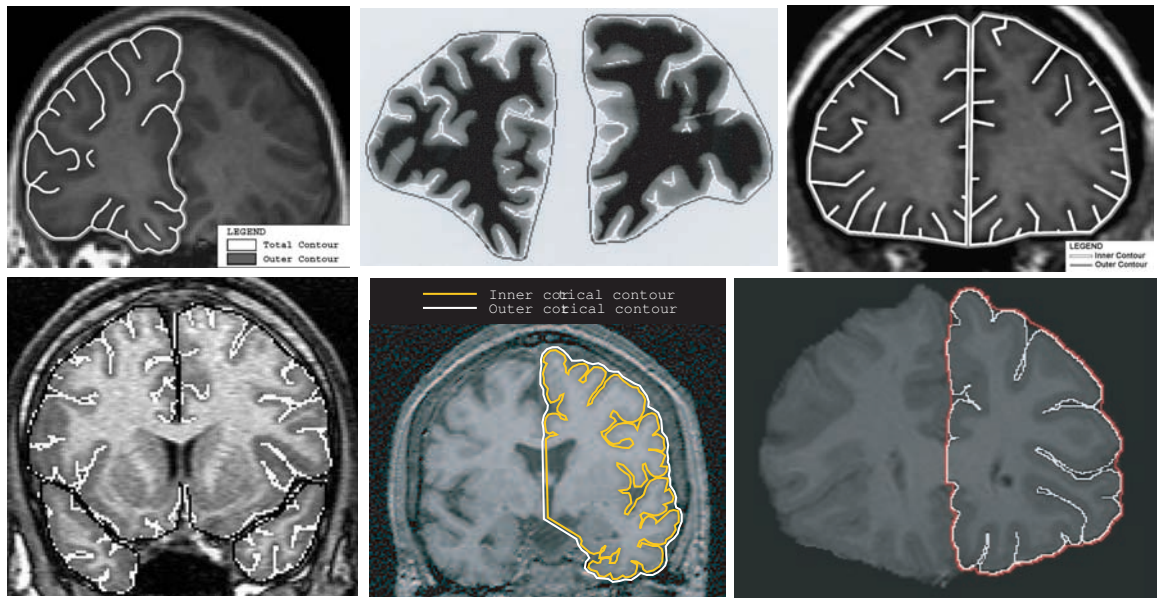 LEGEND
Total Contour
Outer Contour
LEGEND
Inner Contour
Outer Contour
Inner cortical contour
Outer cortical contour